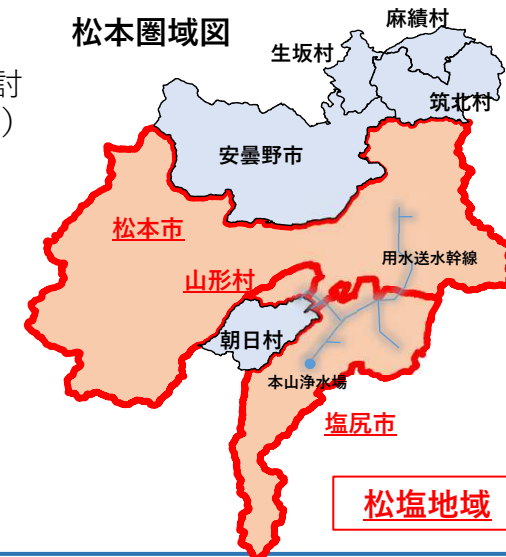 松本圏域図
麻績村
生坂村
討
筑北村
）
安曇野市
松本市
用水送水幹線
山形村
朝日村
本山浄水場
塩尻市
松塩地域